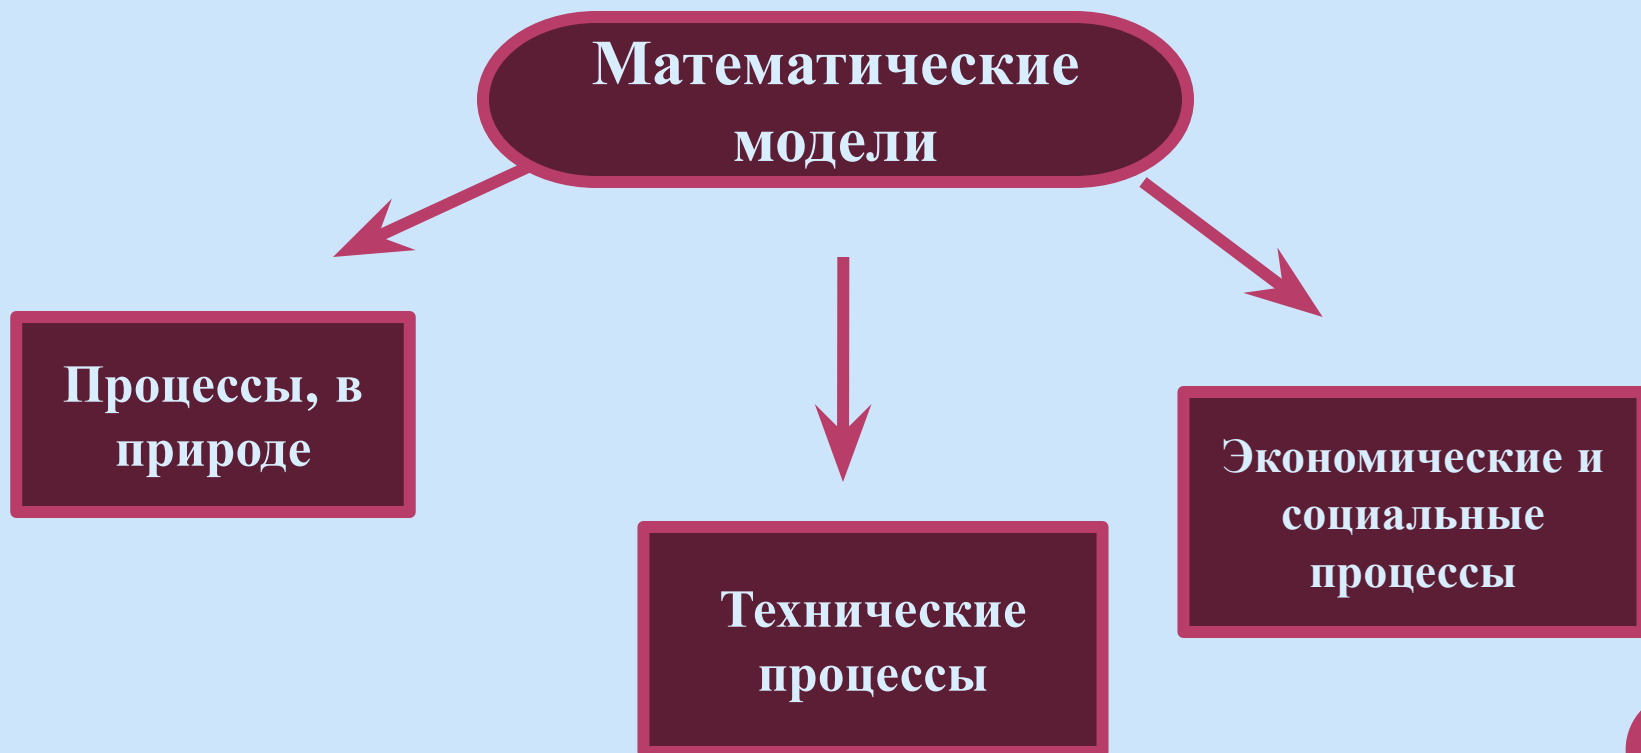 Математические
модели
Процессы, в
природе
Технические
процессы
Экономические и
социальные
процессы